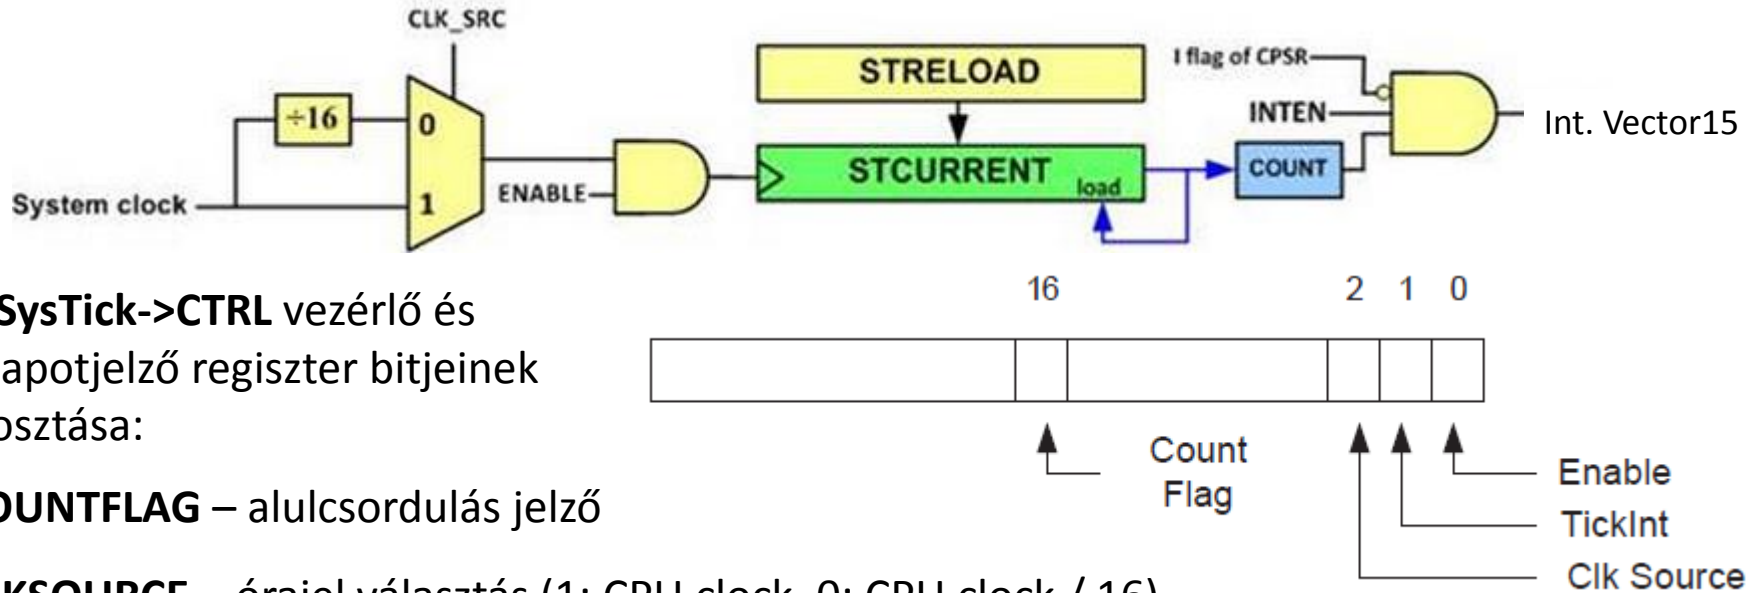 CLK_SRC
÷16
0
1
System clock
ENABLE
STRELOAD
STCURRENT
load
COUNT
I flag of CPSR
INTEN
Int. Vector15
SysTick->CTRL vezérlő és
apotjelző regiszter bitjeinek
osztása:
OUNTFLAG – alulcsordulás jelző
KSOURCE – órajel választás (1: CPU clock, 0: CPU clock / 16)
16 2 1 0
Count
Flag
Enable
TickInt
Clk Source